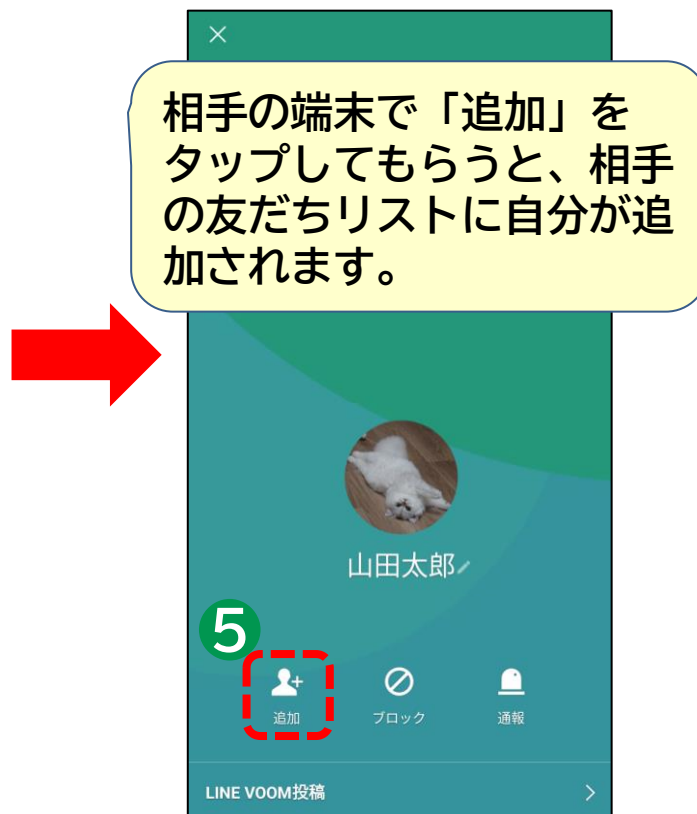 相手の端末で「追加」を
タップしてもらうと、相手
の友だちリストに自分が追
加されます。
山田太郎
5
追加
ブロック
通報
LINE VOOM投稿